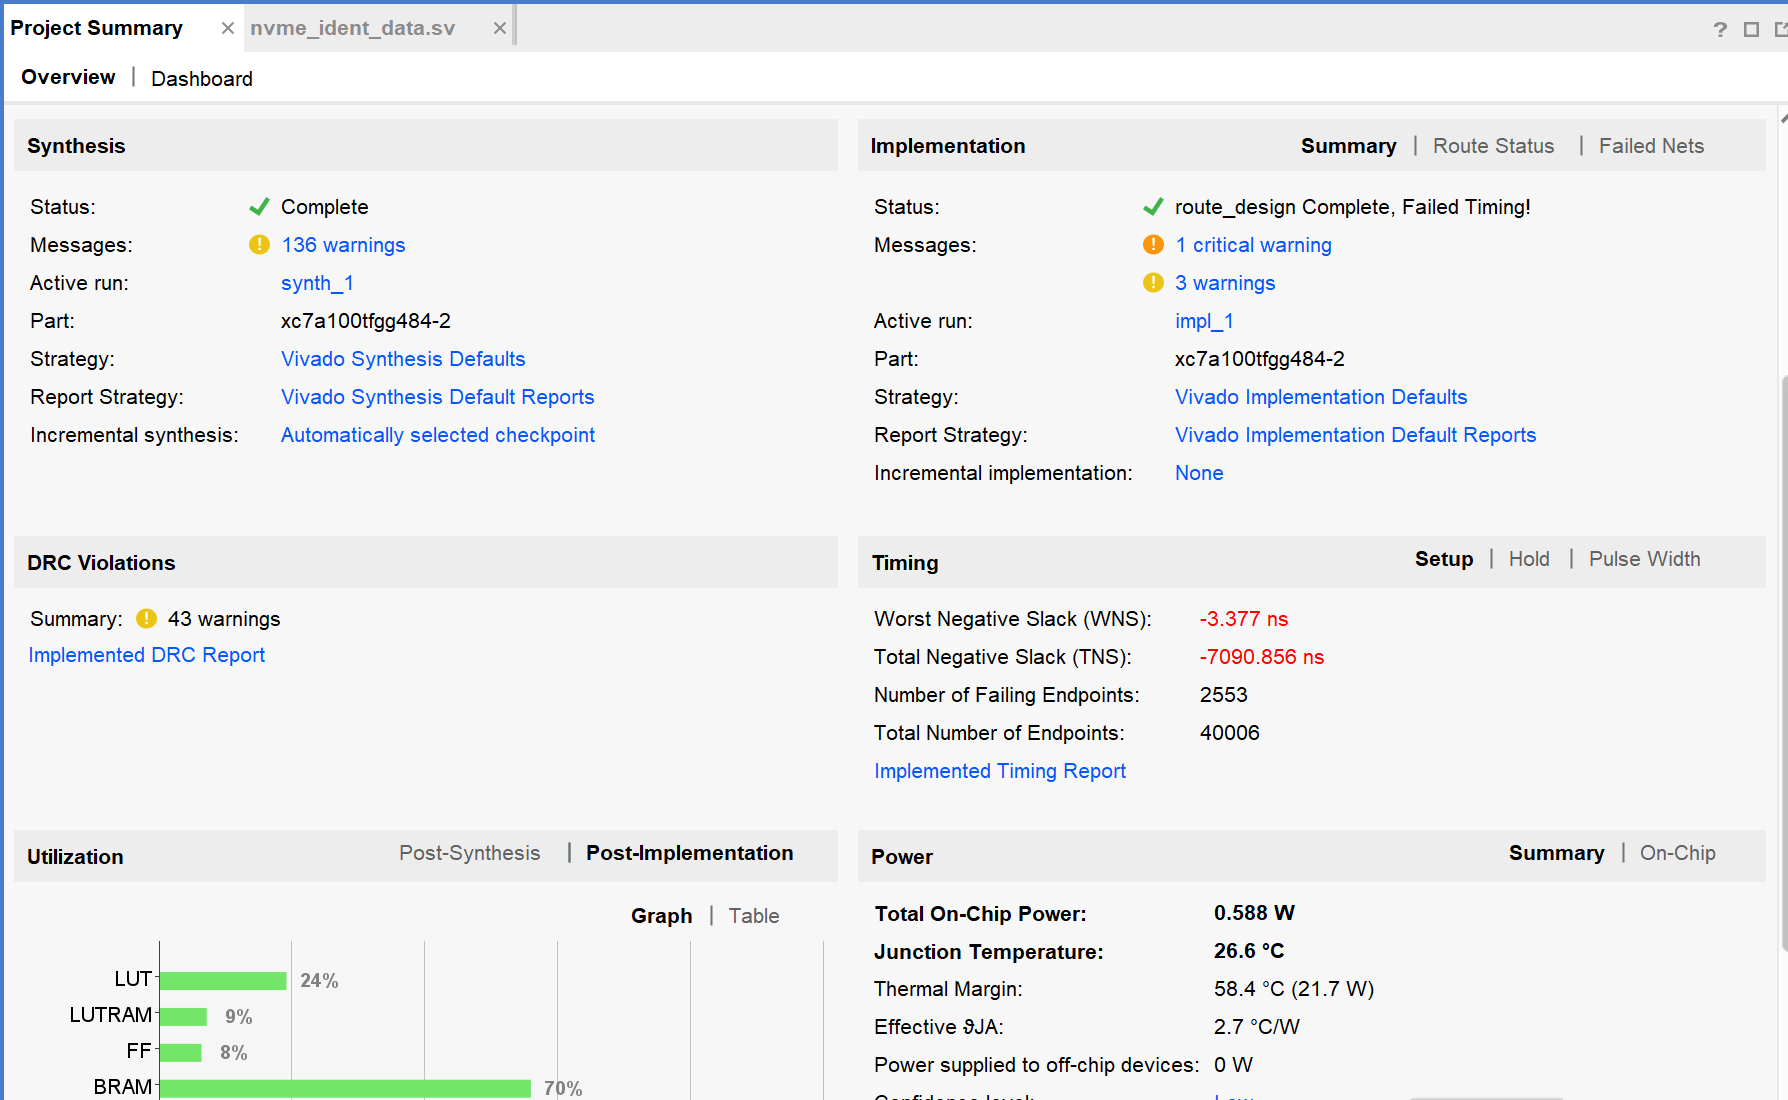 Project Summary × nvme_ident_data.sv ×
Overview | Dashboard
Synthesis
Status: Complete
Messages: 136 warnings
Active run: synth_1
Part: xc7a100tfgg484-2
Strategy: Vivado Synthesis Defaults
Report Strategy: Vivado Synthesis Default Reports
Incremental synthesis: Automatically selected checkpoint
Implementation Summary | Route Status | Failed Nets
Status: route_design Complete, Failed Timing!
Messages: 1 critical warning
3 warnings
Active run: impl_1
Part: xc7a100tfgg484-2
Strategy: Vivado Implementation Defaults
Report Strategy: Vivado Implementation Default Reports
Incremental implementation: None
DRC Violations
Summary: 43 warnings
Implemented DRC Report
Timing Setup | Hold | Pulse Width
Worst Negative Slack (WNS): -3.377 ns
Total Negative Slack (TNS): -7090.856 ns
Number of Failing Endpoints: 2553
Total Number of Endpoints: 40006
Implemented Timing Report
Utilization Post-Synthesis | Post-Implementation
Graph | Table
LUT 24%
LUTRAM 9%
FF 8%
BRAM 70%
Power Summary | On-Chip
Total On-Chip Power: 0.588 W
Junction Temperature: 26.6 °C
Thermal Margin: 58.4 °C (21.7 W)
Effective ϑJA: 2.7 °C/W
Power supplied to off-chip devices: 0 W